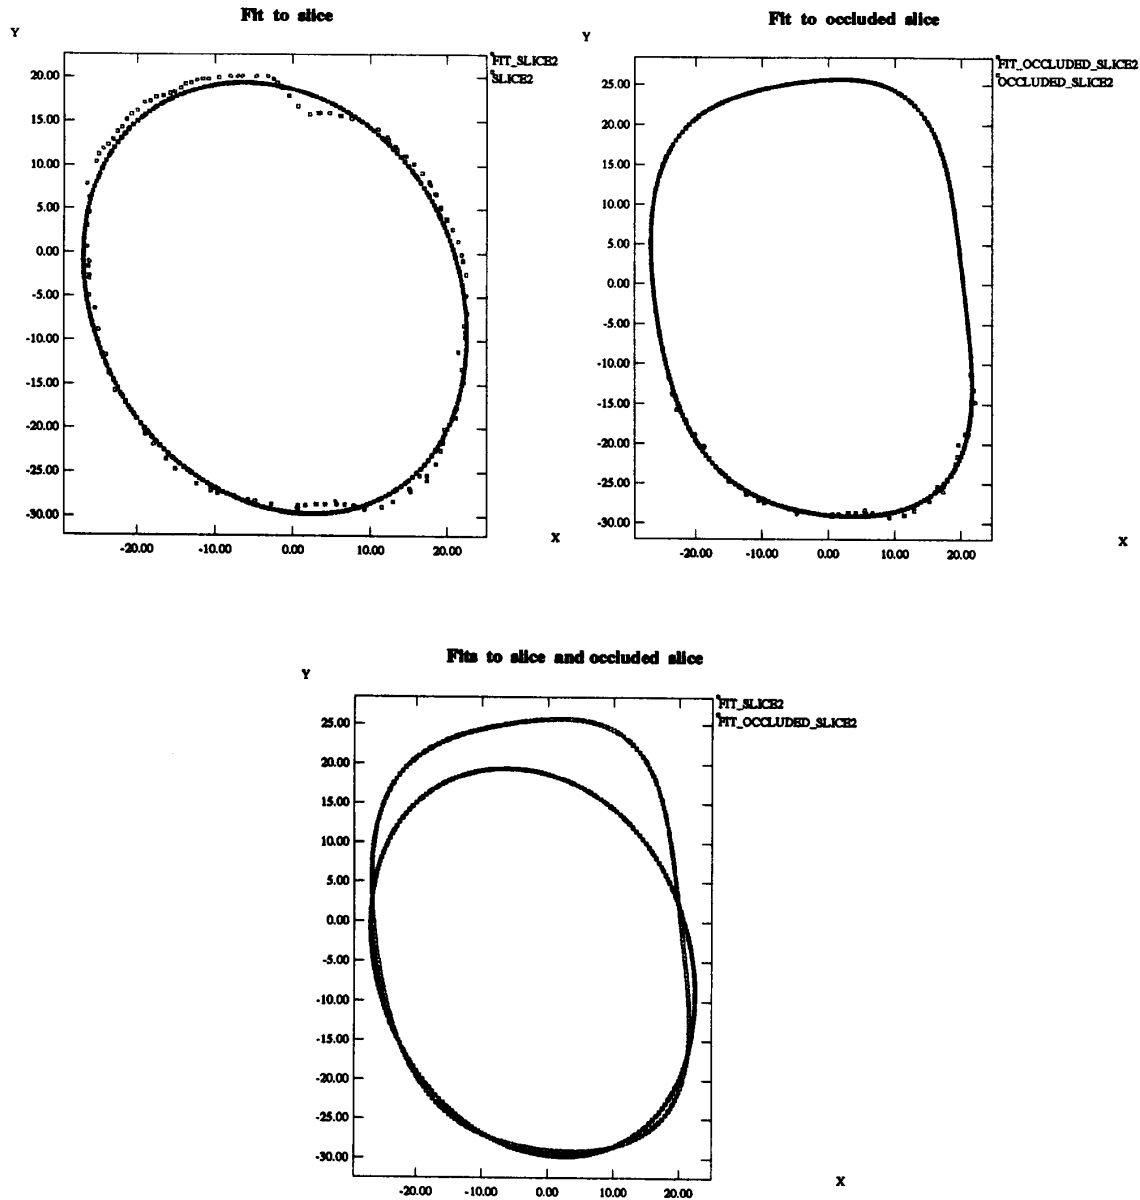 Fit to slice
Y
FIT_SLICE2
SLICE2
20.00
15.00
10.00
5.00
0.00
-5.00
-10.00
-15.00
-20.00
-25.00
-30.00
-20.00 -10.00 0.00 10.00 20.00
X
Fit to occluded slice
Y
FIT_OCCLUDED_SLICE2
OCCLUDED_SLICE2
25.00
20.00
15.00
10.00
5.00
0.00
-5.00
-10.00
-15.00
-20.00
-25.00
-30.00
-20.00 -10.00 0.00 10.00 20.00
X
Fits to slice and occluded slice
Y
FIT_SLICE2
FIT_OCCLUDED_SLICE2
25.00
20.00
15.00
10.00
5.00
0.00
-5.00
-10.00
-15.00
-20.00
-25.00
-30.00
-20.00 -10.00 0.00 10.00 20.00
X